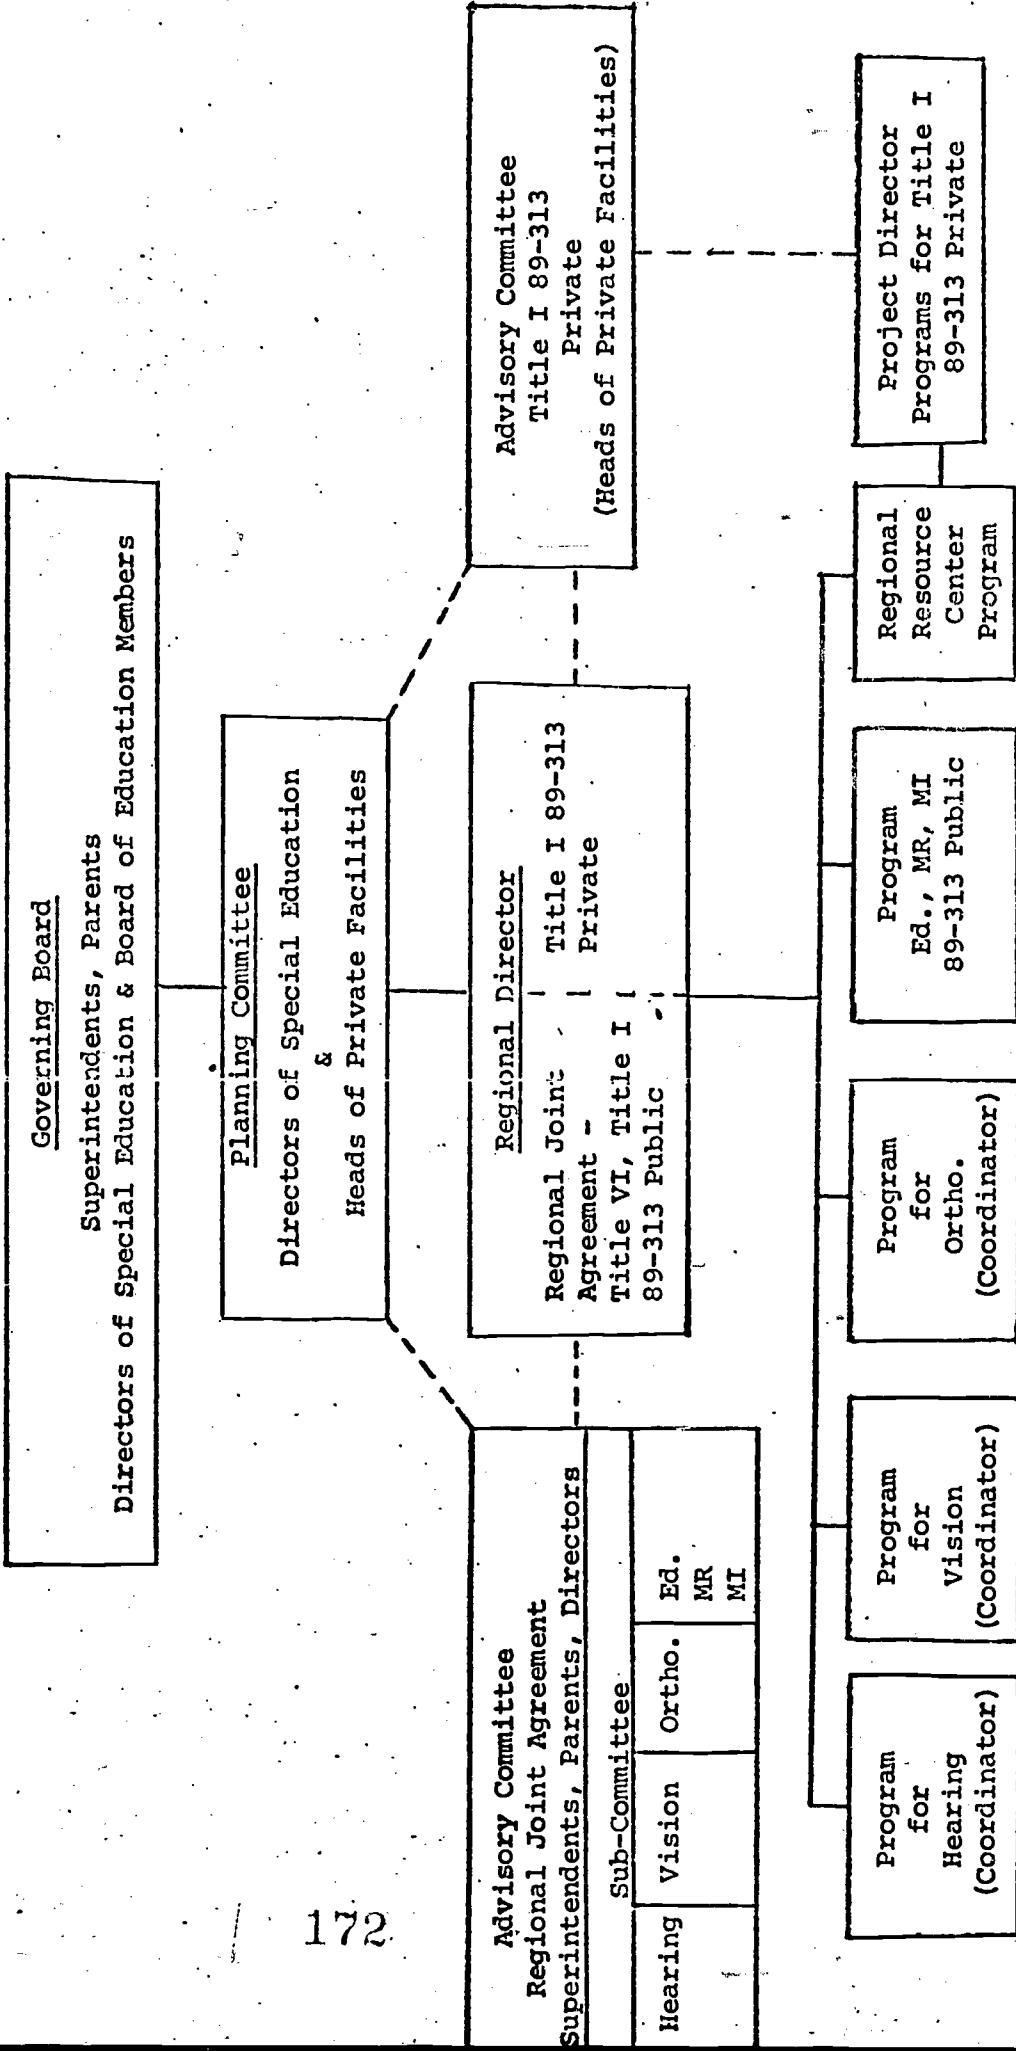 Governing Board
Superintendents, Parents
Directors of Special Education & Board of Education Members
Planning Committee
Directors of Special Education
&
Heads of Private Facilities
Advisory Committee
Regional Joint Agreement
Superintendents, Parents, Directors
Sub-Committee
Hearing
Vision
Ortho.
Ed.
MR
MI
Regional Director
Regional Joint
Agreement -
Title VI, Title I
89-313 Public
Title I 89-313
Private
Advisory Committee
Title I 89-313
Private
(Heads of Private Facilities)
Program
for
Hearing
(Coordinator)
Program
for
Vision
(Coordinator)
Program
for
Ortho.
(Coordinator)
Program
Ed., MR, MI
89-313 Public
Regional
Resource
Center
Program
Project Director
Programs for Title I
89-313 Private
172